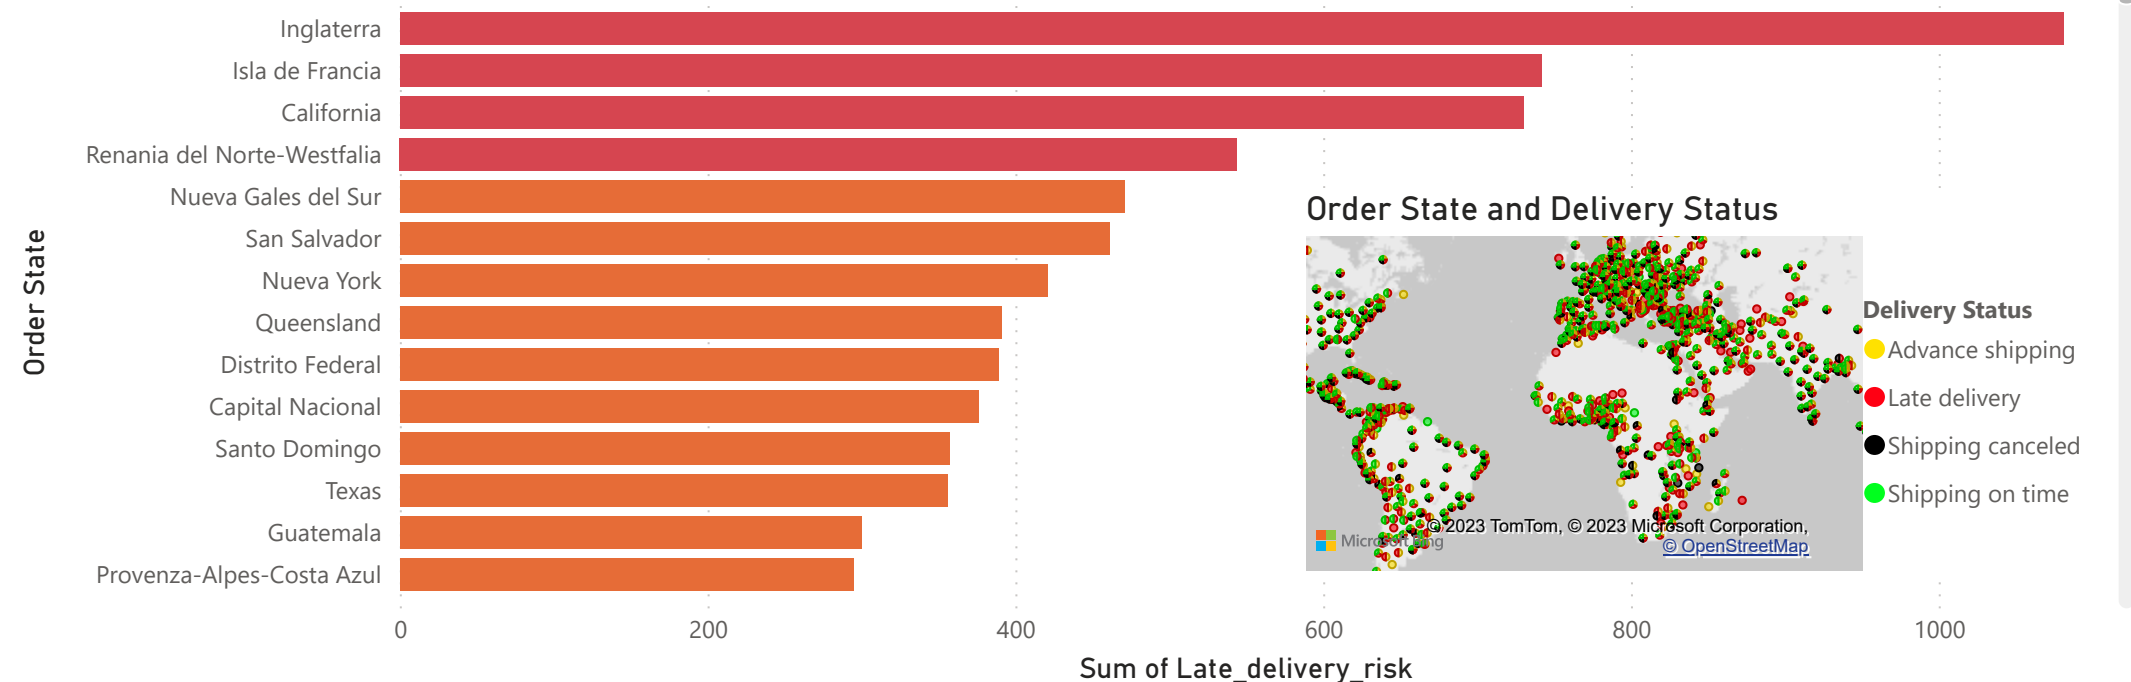 Inglaterra
Isla de Francia
California
Renania del Norte-Westfalia
Nueva Gales del Sur
San Salvador
Nueva York
Queensland
Distrito Federal
Capital Nacional
Santo Domingo
Texas
Guatemala
Provenza-Alpes-Costa Azul
Order State
0 200 400 600 800 1000
Sum of Late_delivery_risk
Order State and Delivery Status
© 2023 TomTom, © 2023 Microsoft Corporation,
© OpenStreetMap
Microsoft Bing
Delivery Status
Advance shipping
Late delivery
Shipping canceled
Shipping on time